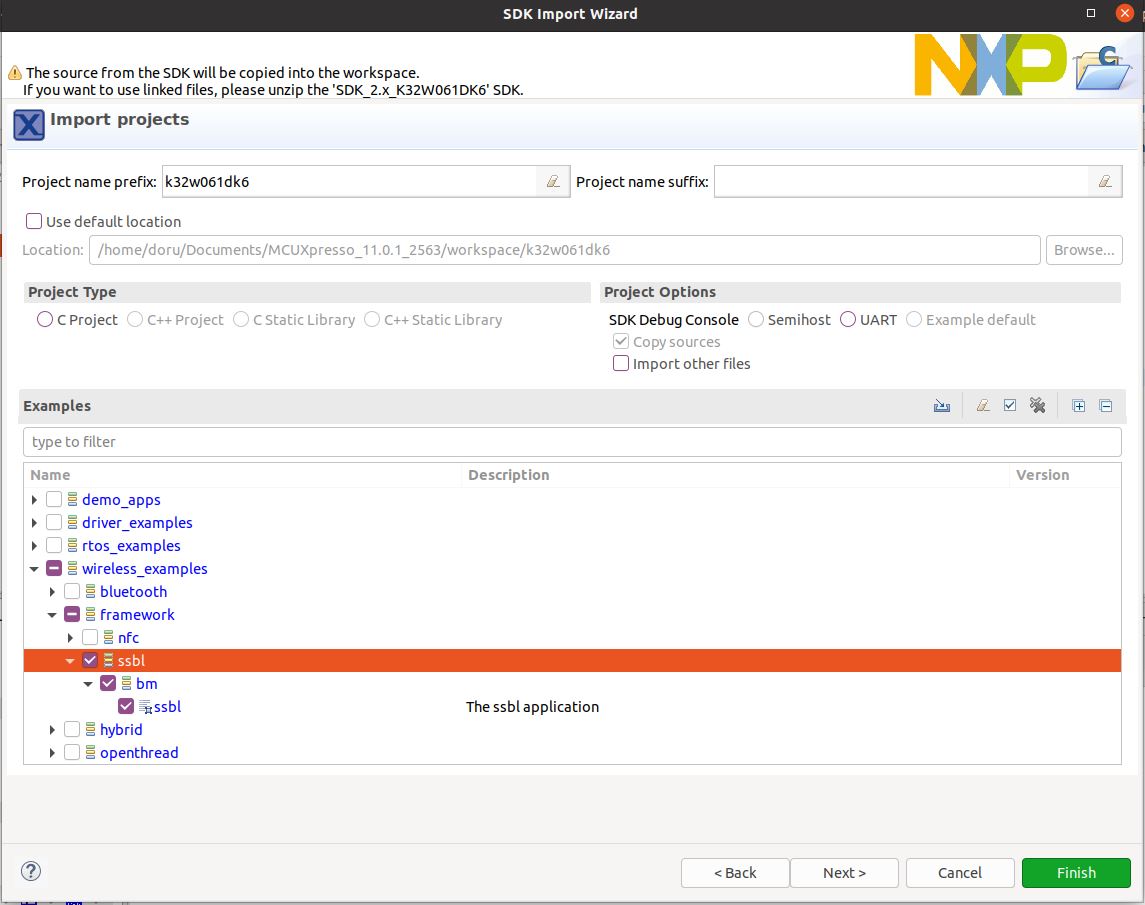 SDK Import Wizard
The source from the SDK will be copied into the workspace.
If you want to use linked files, please unzip the 'SDK_2.x_K32W061DK6' SDK.
NXP
C
X
Import projects
Project name prefix: k32w061dk6 Project name suffix:
Use default location
Location: /home/doru/Documents/MCUXpresso_11.0.1_2563/workspace/k32w061dk6 Browse...
Project Type Project Options
C Project C++ Project C Static Library C++ Static Library SDK Debug Console Semihost UART Example default
Copy sources
Import other files
Examples
type to filter
Name Description Version
demo_apps
driver_examples
rtos_examples
wireless_examples
bluetooth
framework
nfc
ssbl
bm
ssbl The ssbl application
hybrid
openthread
? < Back Next > Cancel Finish